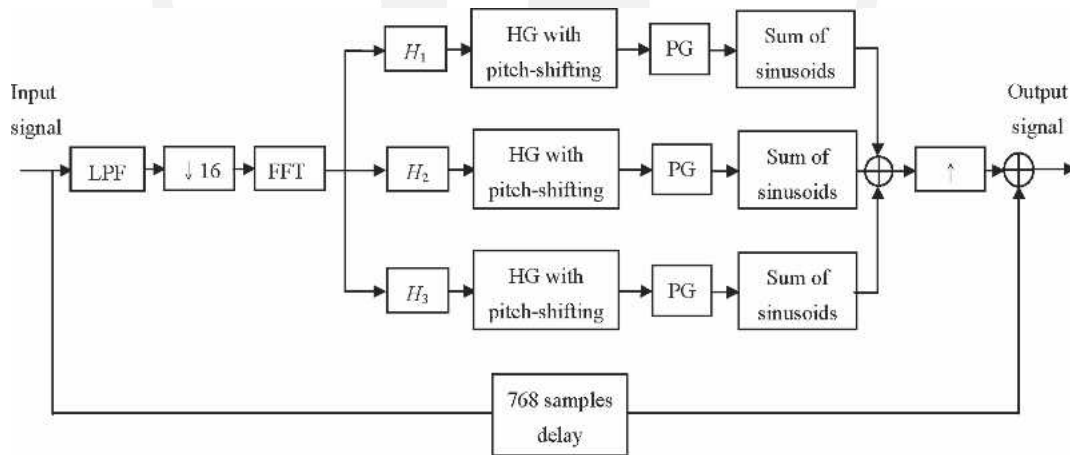 Input
signal
LPF
↓ 16
FFT
H₁
HG with
pitch-shifting
PG
Sum of
sinusoids
H₂
HG with
pitch-shifting
PG
Sum of
sinusoids
H₃
HG with
pitch-shifting
PG
Sum of
sinusoids
↑
Output
signal
768 samples
delay